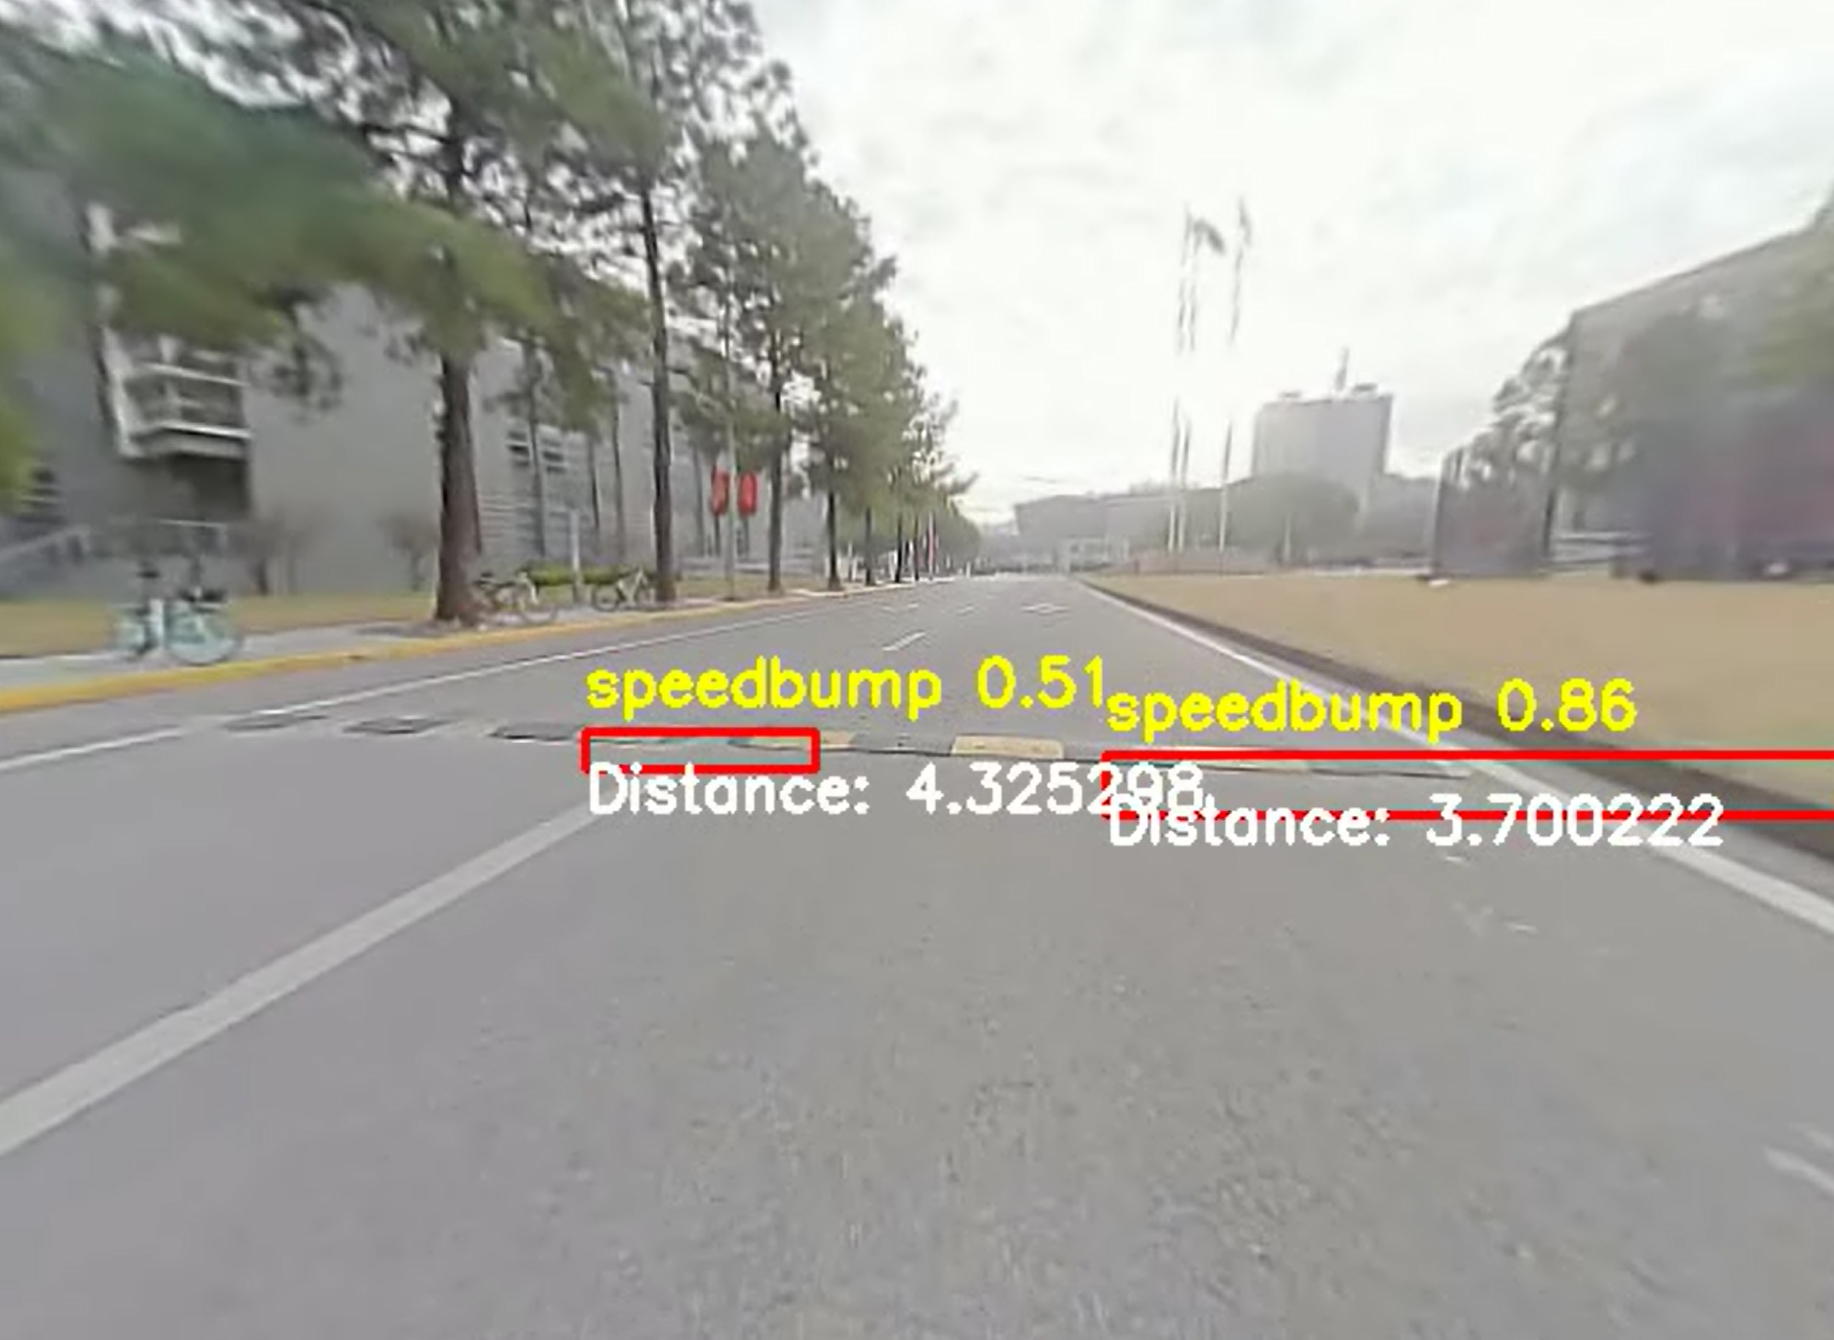 speedbump 0.51
speedbump 0.86
Distance: 4.325298
Distance: 3.700222